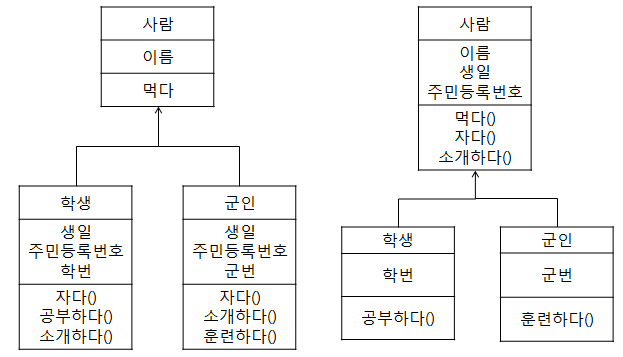 사람
이름
먹다
학생
생일
주민등록번호
학번
자다()
공부하다()
소개하다()
군인
생일
주민등록번호
군번
자다()
소개하다()
훈련하다()
사람
이름
생일
주민등록번호
먹다()
자다()
소개하다()
학생
학번
공부하다()
군인
군번
훈련하다()